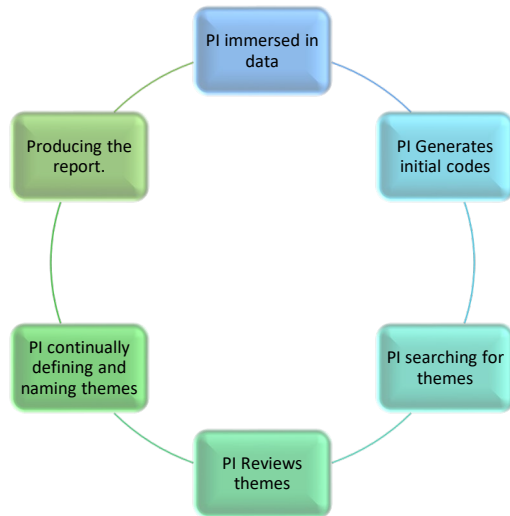 PI immersed in
data
PI Generates
initial codes
PI searching for
themes
PI Reviews
themes
PI continually
defining and
naming themes
Producing the
report.